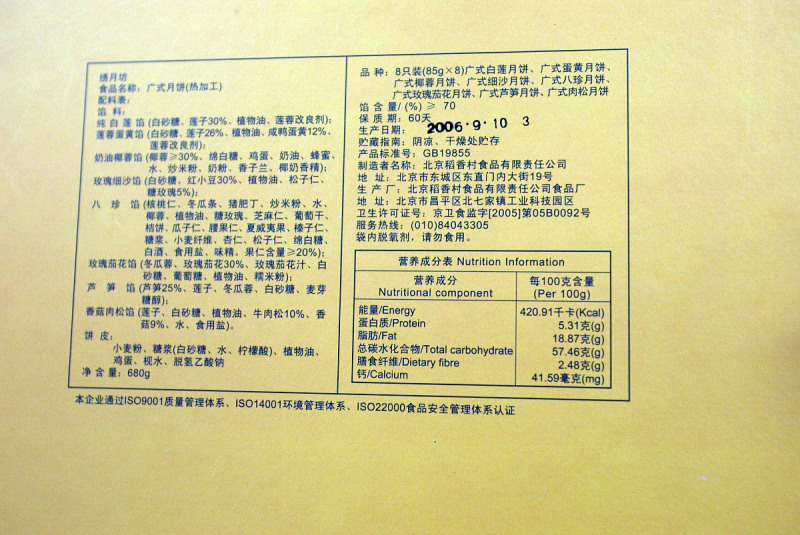 绣月坊
食品名称：广式月饼(热加工)
配料表：
馅 料：
纯 白 莲 馅 (白砂糖、莲子30%、植物油、莲蓉改良剂)；
莲蓉蛋黄馅 (白砂糖、莲子26%、植物油、咸鸭蛋黄12%、
莲蓉改良剂)；
奶油椰蓉馅 (椰蓉≥30%、绵白糖、鸡蛋、奶油、蜂蜜、
水、炒米粉、奶粉、香子兰、椰奶香精)；
玫瑰细沙馅 (白砂糖、红小豆30%、植物油、松子仁、
糖玫瑰5%)；
八 珍 馅 (核桃仁、冬瓜条、猪肥丁、炒米粉、水、
椰蓉、植物油、糖玫瑰、芝麻仁、葡萄干、
桔饼、瓜子仁、腰果仁、夏威夷果、榛子仁、
糖浆、小麦纤维、杏仁、松子仁、绵白糖、
白酒、食用盐、味精。果仁含量≥20%)；
玫瑰茄花馅 (冬瓜蓉、玫瑰茄花30%、玫瑰茄花汁、白
砂糖、葡萄糖、植物油、糯米粉)；
芦 笋 馅 (芦笋25%、莲子、冬瓜蓉、白砂糖、麦芽
糖醇)；
香菇肉松馅 (莲子、白砂糖、植物油、牛肉松10%、香
菇9%、水、食用盐)。
饼 皮：
小麦粉、糖浆(白砂糖、水、柠檬酸)、植物油、
鸡蛋、枧水、脱氢乙酸钠
净 含 量：680g
品 种：8只装(85g×8)广式白莲月饼、广式蛋黄月饼、
广式椰蓉月饼、广式细沙月饼、广式八珍月饼、
广式玫瑰茄花月饼、广式芦笋月饼、广式肉松月饼
馅 含 量/ (%) ≥ 70
保 质 期：60天
生产日期： 2006·9·10 3
贮藏指南：阴凉、干燥处贮存
产品标准号：GB19855
制造者名称：北京稻香村食品有限责任公司
地 址：北京市东城区东直门内大街19号
生 产 厂：北京稻香村食品有限责任公司食品厂
地 址：北京市昌平区北七家镇工业科技园区
卫生许可证号：京卫食监字[2005]第05B0092号
服务热线：(010)84043305
袋内脱氧剂，请勿食用。
营养成分表 Nutrition Information
营养成分 每100克含量
Nutritional component (Per 100g)
能量/Energy 420.91千卡(Kcal)
蛋白质/Protein 5.31克(g)
脂肪/Fat 18.87克(g)
总碳水化合物/Total carbohydrate 57.46克(g)
膳食纤维/Dietary fibre 2.48克(g)
钙/Calcium 41.59毫克(mg)
本企业通过ISO9001质量管理体系、ISO14001环境管理体系、ISO22000食品安全管理体系认证